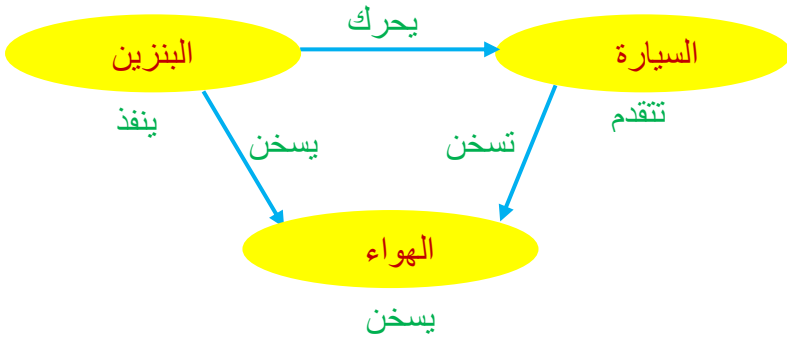 يحرك
السيارة
البنزين
تتقدم
ينفذ
تسخن
يسخن
الهواء
يسخن